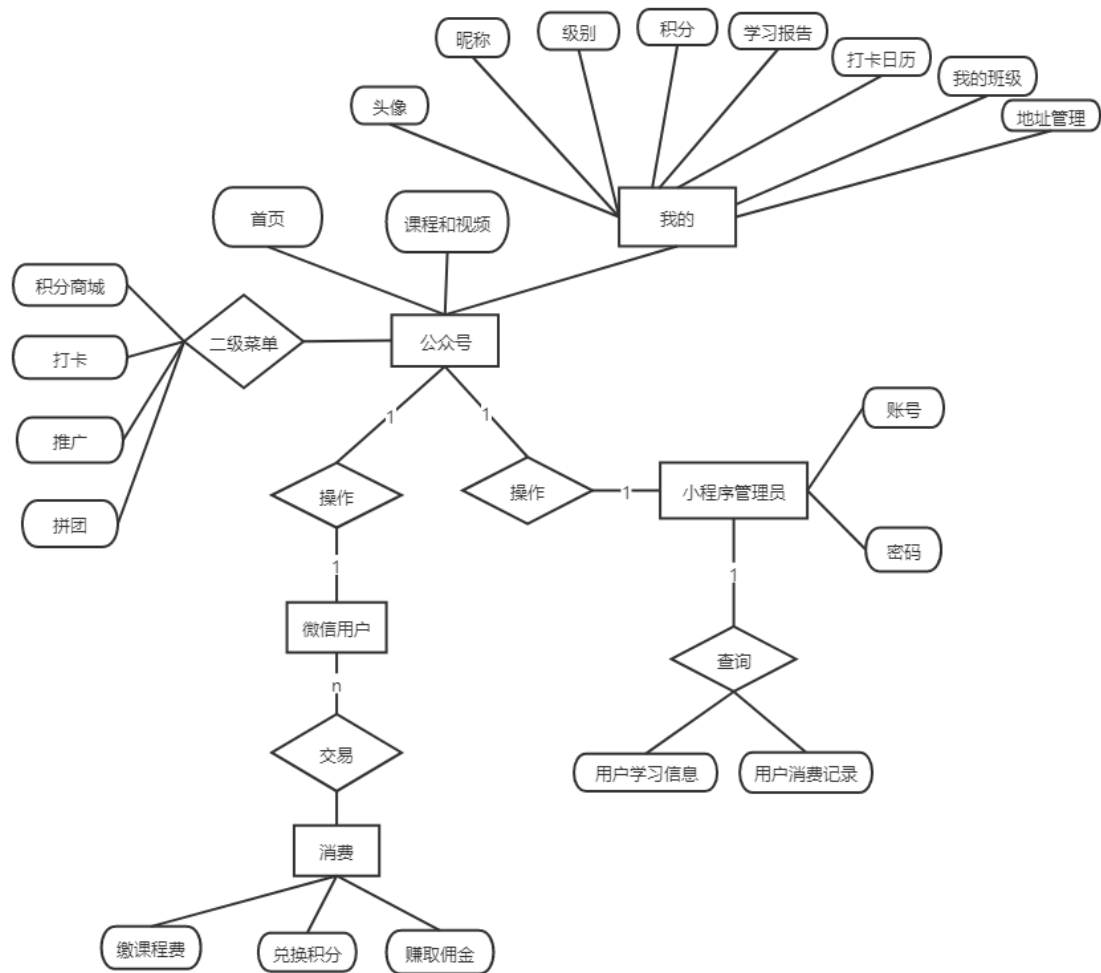 昵称
级别
积分
学习报告
打卡日历
我的班级
头像
地址管理
首页
课程和视频
我的
积分商城
二级菜单
公众号
打卡
1
1
账号
推广
操作
操作
1
小程序管理员
拼团
密码
1
1
微信用户
查询
n
交易
用户学习信息
用户消费记录
消费
缴课程费
兑换积分
赚取佣金